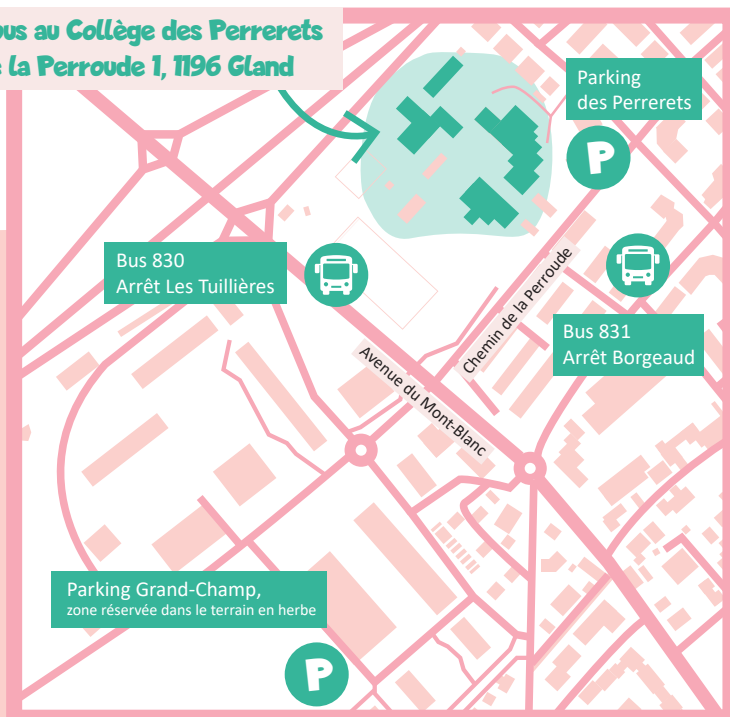 au Collège des Perrerets
la Perroude 1, 1196 Gland
Parking
des Perrerets
P
Bus 830
Arrêt Les Tuillières
Chemin de la Perroude
Bus 831
Arrêt Borgeaud
Avenue du Mont-Blanc
Parking Grand-Champ,
zone réservée dans le terrain en herbe
P